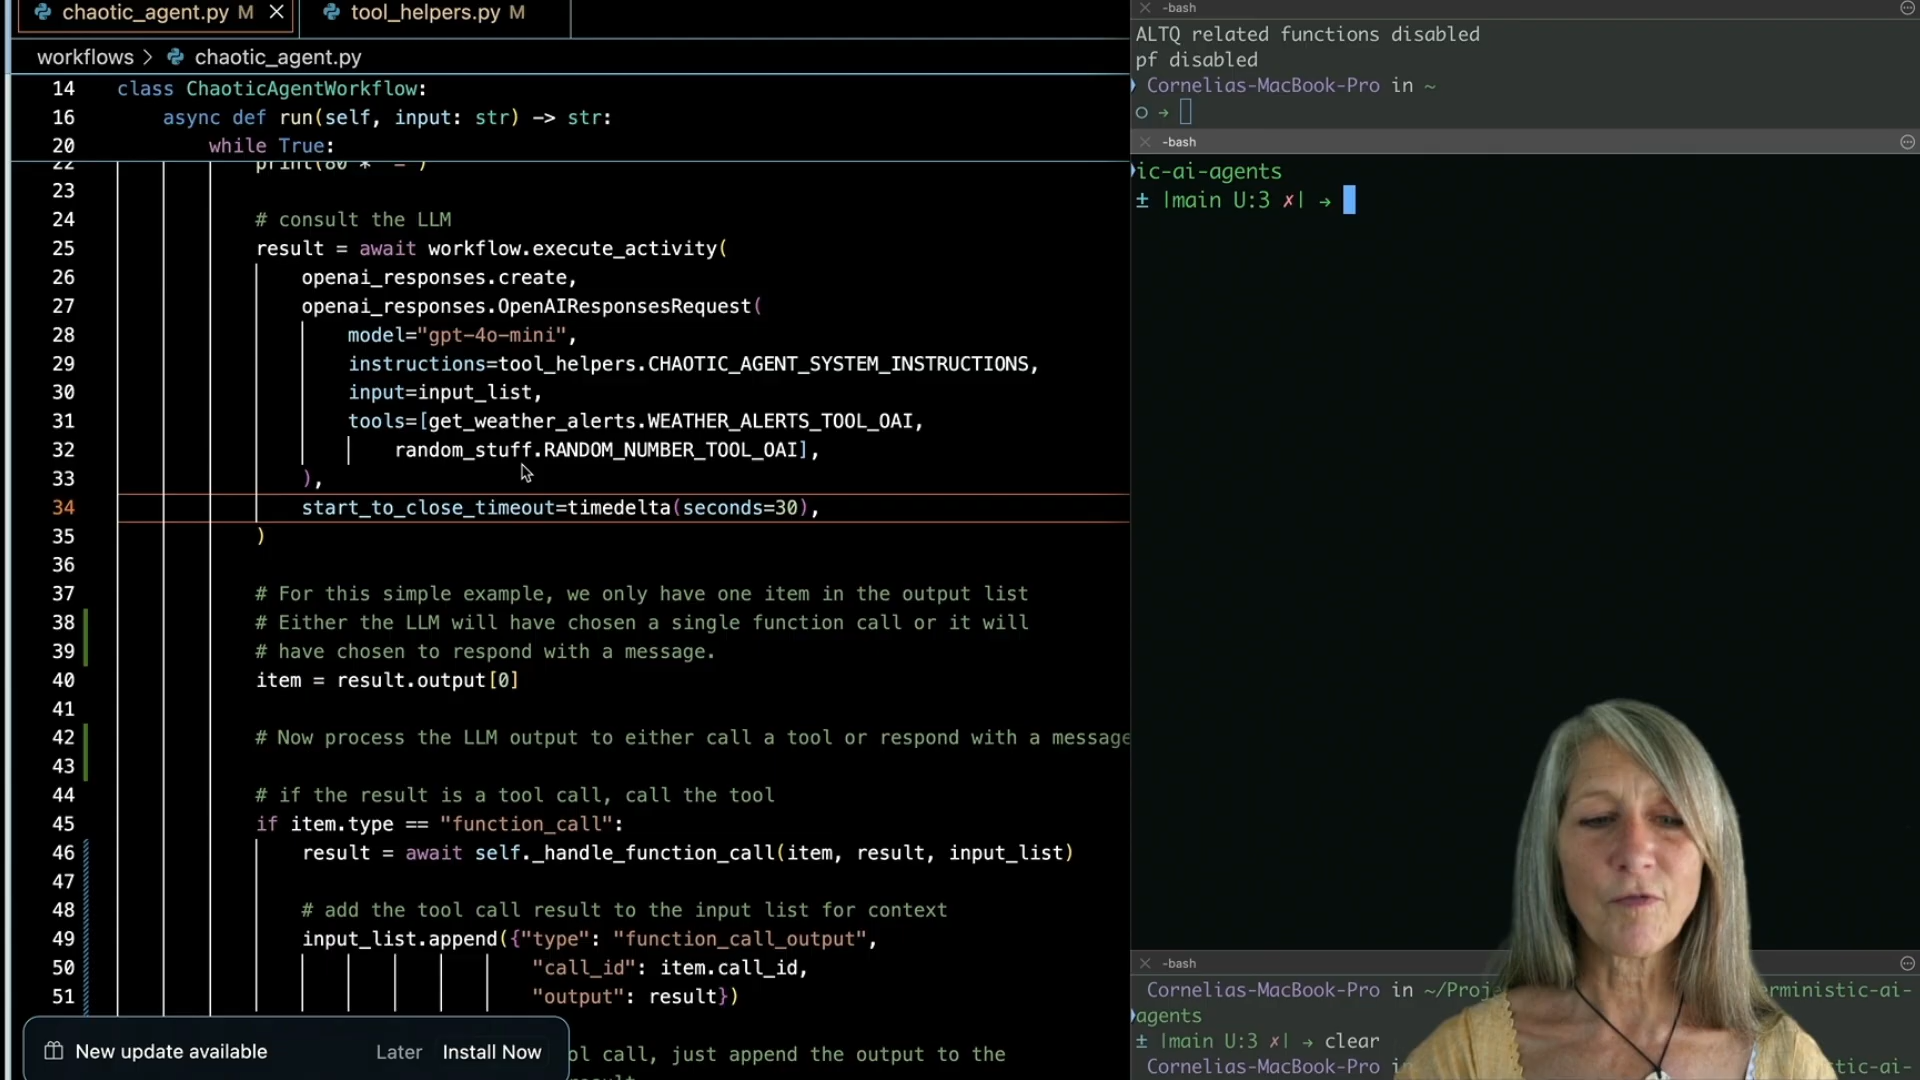 chaotic_agent.py M
tool_helpers.py M
workflows > chaotic_agent.py
14 class ChaoticAgentWorkflow:
16 async def run(self, input: str) -> str:
20 while True:
22 print(80 * "=")
23
24 # consult the LLM
25 result = await workflow.execute_activity(
26 openai_responses.create,
27 openai_responses.OpenAIResponsesRequest(
28 model="gpt-4o-mini",
29 instructions=tool_helpers.CHAOTIC_AGENT_SYSTEM_INSTRUCTIONS,
30 input=input_list,
31 tools=[get_weather_alerts.WEATHER_ALERTS_TOOL_OAI,
32 random_stuff.RANDOM_NUMBER_TOOL_OAI],
33 ),
34 start_to_close_timeout=timedelta(seconds=30),
35 )
36
37 # For this simple example, we only have one item in the output list
38 # Either the LLM will have chosen a single function call or it will
39 # have chosen to respond with a message.
40 item = result.output[0]
41
42 # Now process the LLM output to either call a tool or respond with a message
43
44 # if the result is a tool call, call the tool
45 if item.type == "function_call":
46 result = await self._handle_function_call(item, result, input_list)
47
48 # add the tool call result to the input list for context
49 input_list.append({"type": "function_call_output",
50 "call_id": item.call_id,
51 "output": result})
ol call, just append the output to the
New update available
Later
Install Now
-bash
ALTQ related functions disabled
pf disabled
Cornelias-MacBook-Pro in ~
→
-bash
ic-ai-agents
± |main U:3 ✗| →
-bash
Cornelias-MacBook-Pro in ~/Proj erministic-ai-
agents
± |main U:3 ✗| → clear
Cornelias-MacBook-Pro in stic-ai-